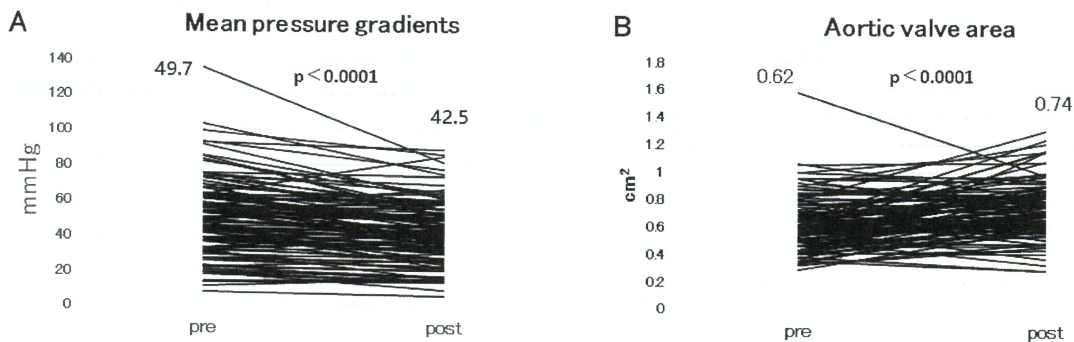 A
Mean pressure gradients
mmHg
140
120
100
80
60
40
20
0
49.7
p<0.0001
42.5
pre
post
B
Aortic valve area
cm²
1.8
1.6
1.4
1.2
1
0.8
0.6
0.4
0.2
0
0.62
p<0.0001
0.74
pre
post